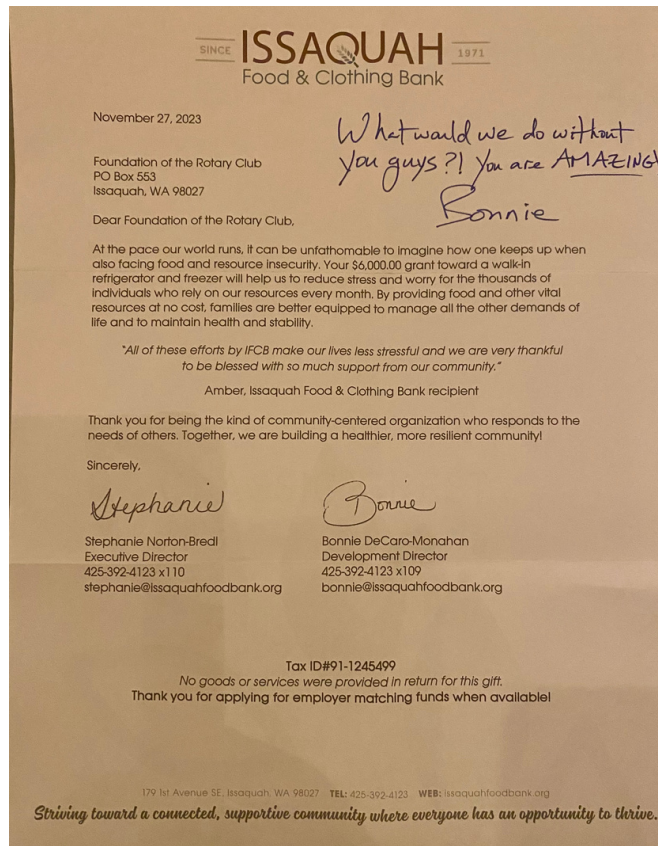 SINCE ISSAQUAH 1971
Food & Clothing Bank
November 27, 2023
What would we do without
you guys?! You are AMAZING!
Bonnie
Foundation of the Rotary Club
PO Box 553
Issaquah, WA 98027
Dear Foundation of the Rotary Club,
At the pace our world runs, it can be unfathomable to imagine how one keeps up when
also facing food and resource insecurity. Your $6,000.00 grant toward a walk-in
refrigerator and freezer will help us to reduce stress and worry for the thousands of
individuals who rely on our resources every month. By providing food and other vital
resources at no cost, families are better equipped to manage all the other demands of
life and to maintain health and stability.
"All of these efforts by IFCB make our lives less stressful and we are very thankful
to be blessed with so much support from our community."
Amber, Issaquah Food & Clothing Bank recipient
Thank you for being the kind of community-centered organization who responds to the
needs of others. Together, we are building a healthier, more resilient community!
Sincerely,
Stephanie Bonnie
Stephanie Norton-Bredl Bonnie DeCaro-Monahan
Executive Director Development Director
425-392-4123 x110 425-392-4123 x109
stephanie@issaquahfoodbank.org bonnie@issaquahfoodbank.org
Tax ID#91-1245499
No goods or services were provided in return for this gift.
Thank you for applying for employer matching funds when available!
179 1st Avenue SE, Issaquah, WA 98027 TEL: 425-392-4123 WEB: issaquahfoodbank.org
Striving toward a connected, supportive community where everyone has an opportunity to thrive.